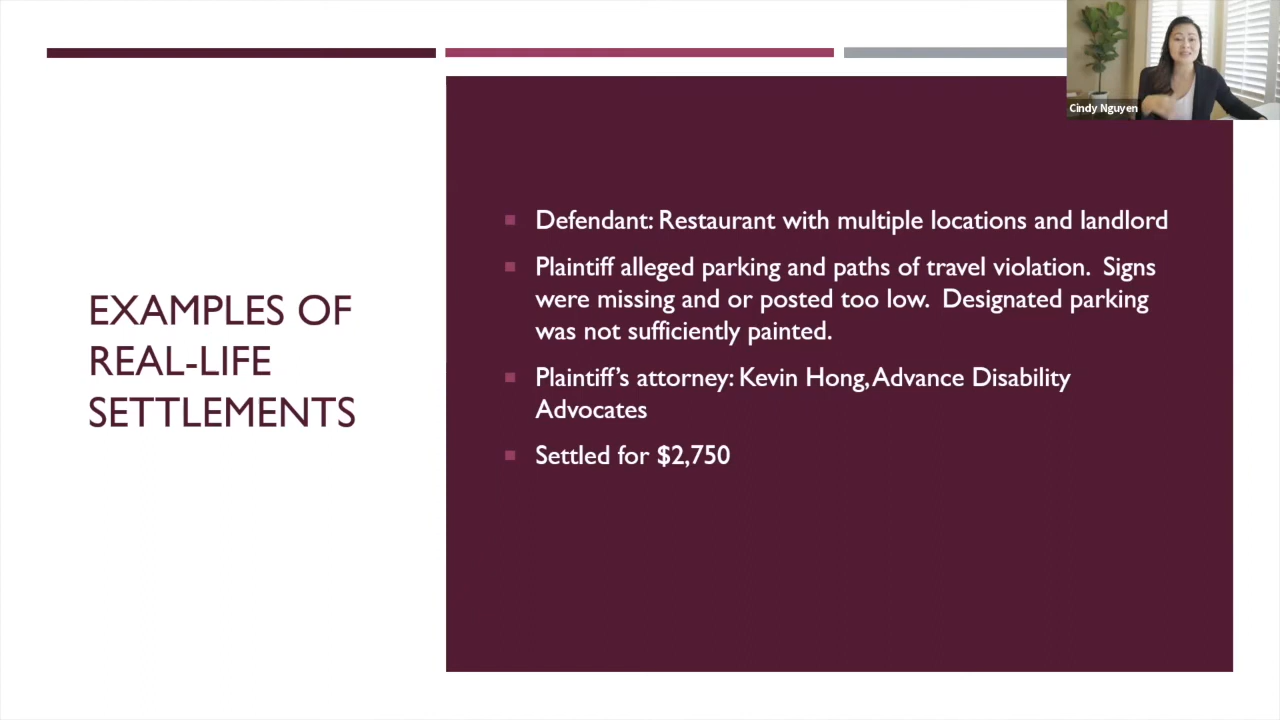 Cindy Nguyen
EXAMPLES OF
REAL-LIFE
SETTLEMENTS
Defendant: Restaurant with multiple locations and landlord
Plaintiff alleged parking and paths of travel violation.  Signs
were missing and or posted too low.  Designated parking
was not sufficiently painted.
Plaintiff’s attorney: Kevin Hong, Advance Disability
Advocates
Settled for $2,750